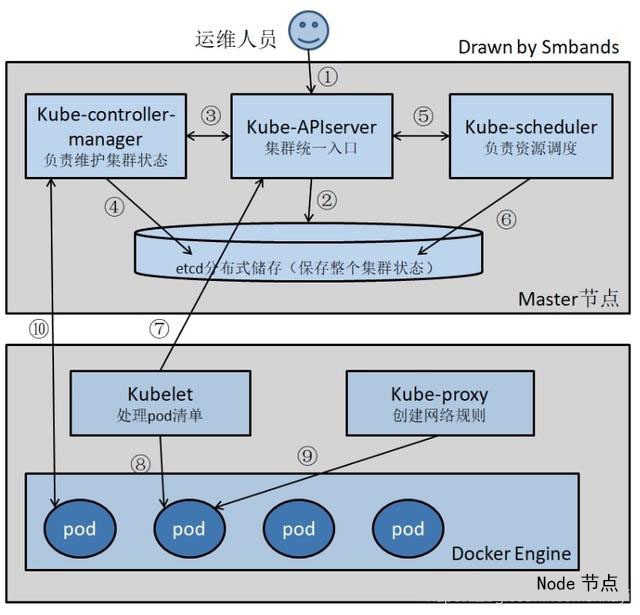 运维人员
Drawn by Smbands
①
Kube-controller-
manager
负责维护集群状态
③
Kube-APIserver
集群统一入口
⑤
Kube-scheduler
负责资源调度
④
②
⑥
etcd分布式储存（保存整个集群状态）
Master节点
⑩
⑦
Kubelet
处理pod清单
Kube-proxy
创建网络规则
⑧
⑨
pod
pod
pod
pod
Docker Engine
Node 节点